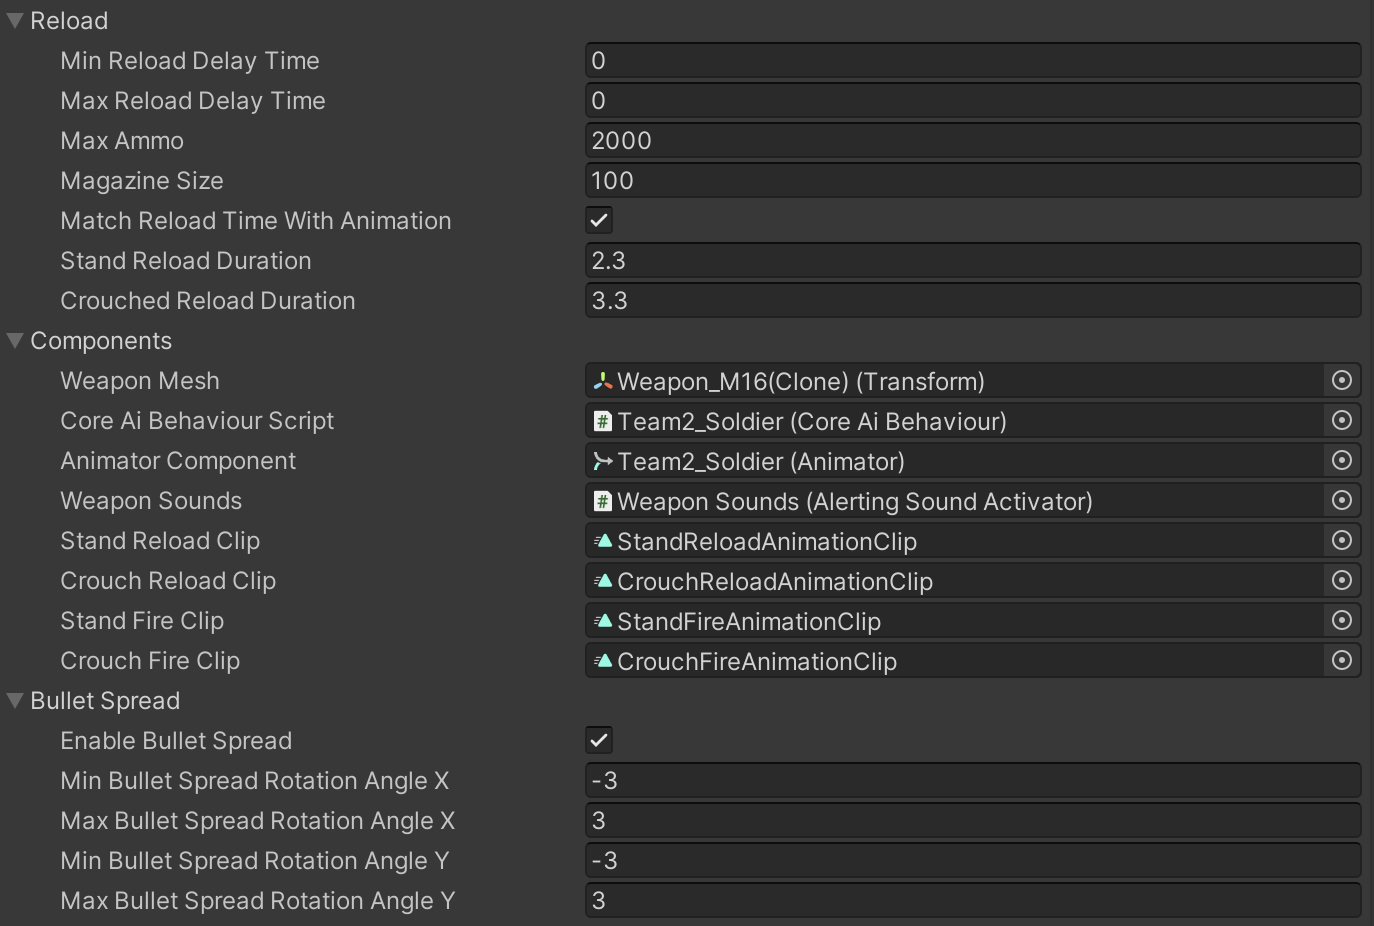 Reload
Min Reload Delay Time 0
Max Reload Delay Time 0
Max Ammo 2000
Magazine Size 100
Match Reload Time With Animation
Stand Reload Duration 2.3
Crouched Reload Duration 3.3
Components
Weapon Mesh Weapon_M16(Clone) (Transform)
Core Ai Behaviour Script # Team2_Soldier (Core Ai Behaviour)
Animator Component Team2_Soldier (Animator)
Weapon Sounds # Weapon Sounds (Alerting Sound Activator)
Stand Reload Clip StandReloadAnimationClip
Crouch Reload Clip CrouchReloadAnimationClip
Stand Fire Clip StandFireAnimationClip
Crouch Fire Clip CrouchFireAnimationClip
Bullet Spread
Enable Bullet Spread
Min Bullet Spread Rotation Angle X -3
Max Bullet Spread Rotation Angle X 3
Min Bullet Spread Rotation Angle Y -3
Max Bullet Spread Rotation Angle Y 3